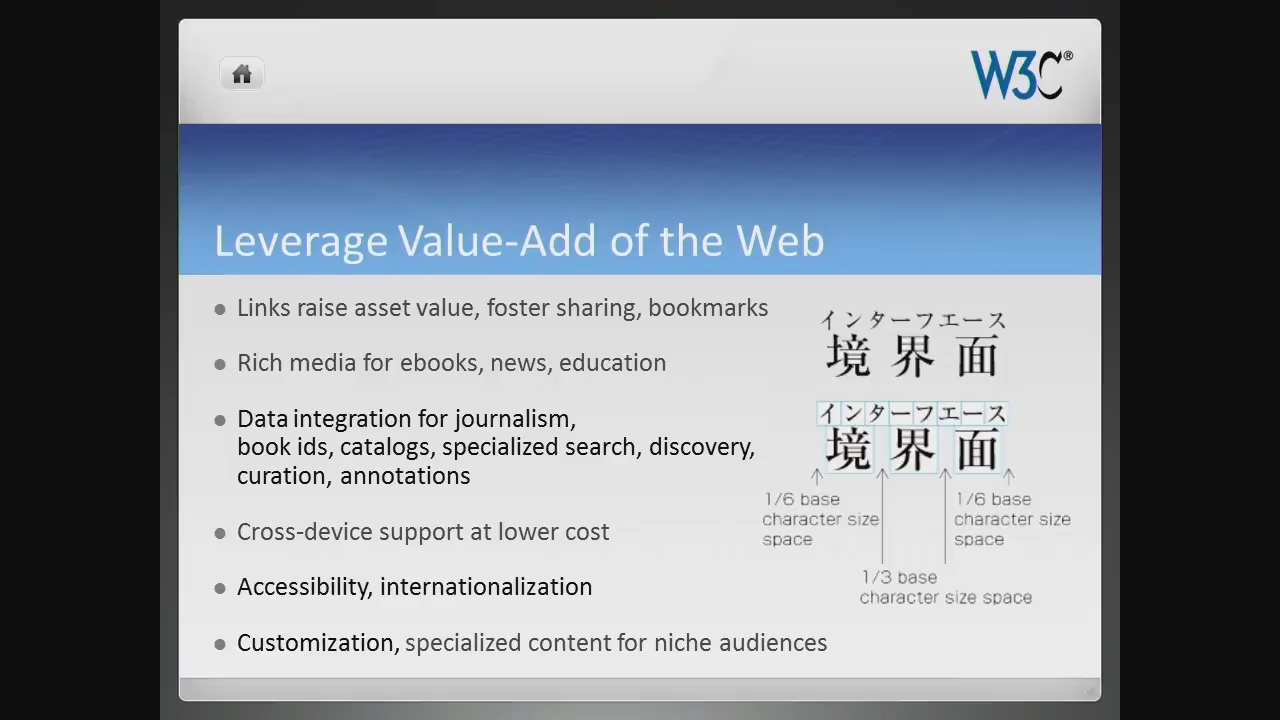 W3C®
Leverage Value-Add of the Web
Links raise asset value, foster sharing, bookmarks
Rich media for ebooks, news, education
Data integration for journalism,
book ids, catalogs, specialized search, discovery,
curation, annotations
Cross-device support at lower cost
Accessibility, internationalization
Customization, specialized content for niche audiences
インターフエース
境界面
インターフエース
境界面
1/6 base
character size
space
1/6 base
character size
space
1/3 base
character size space